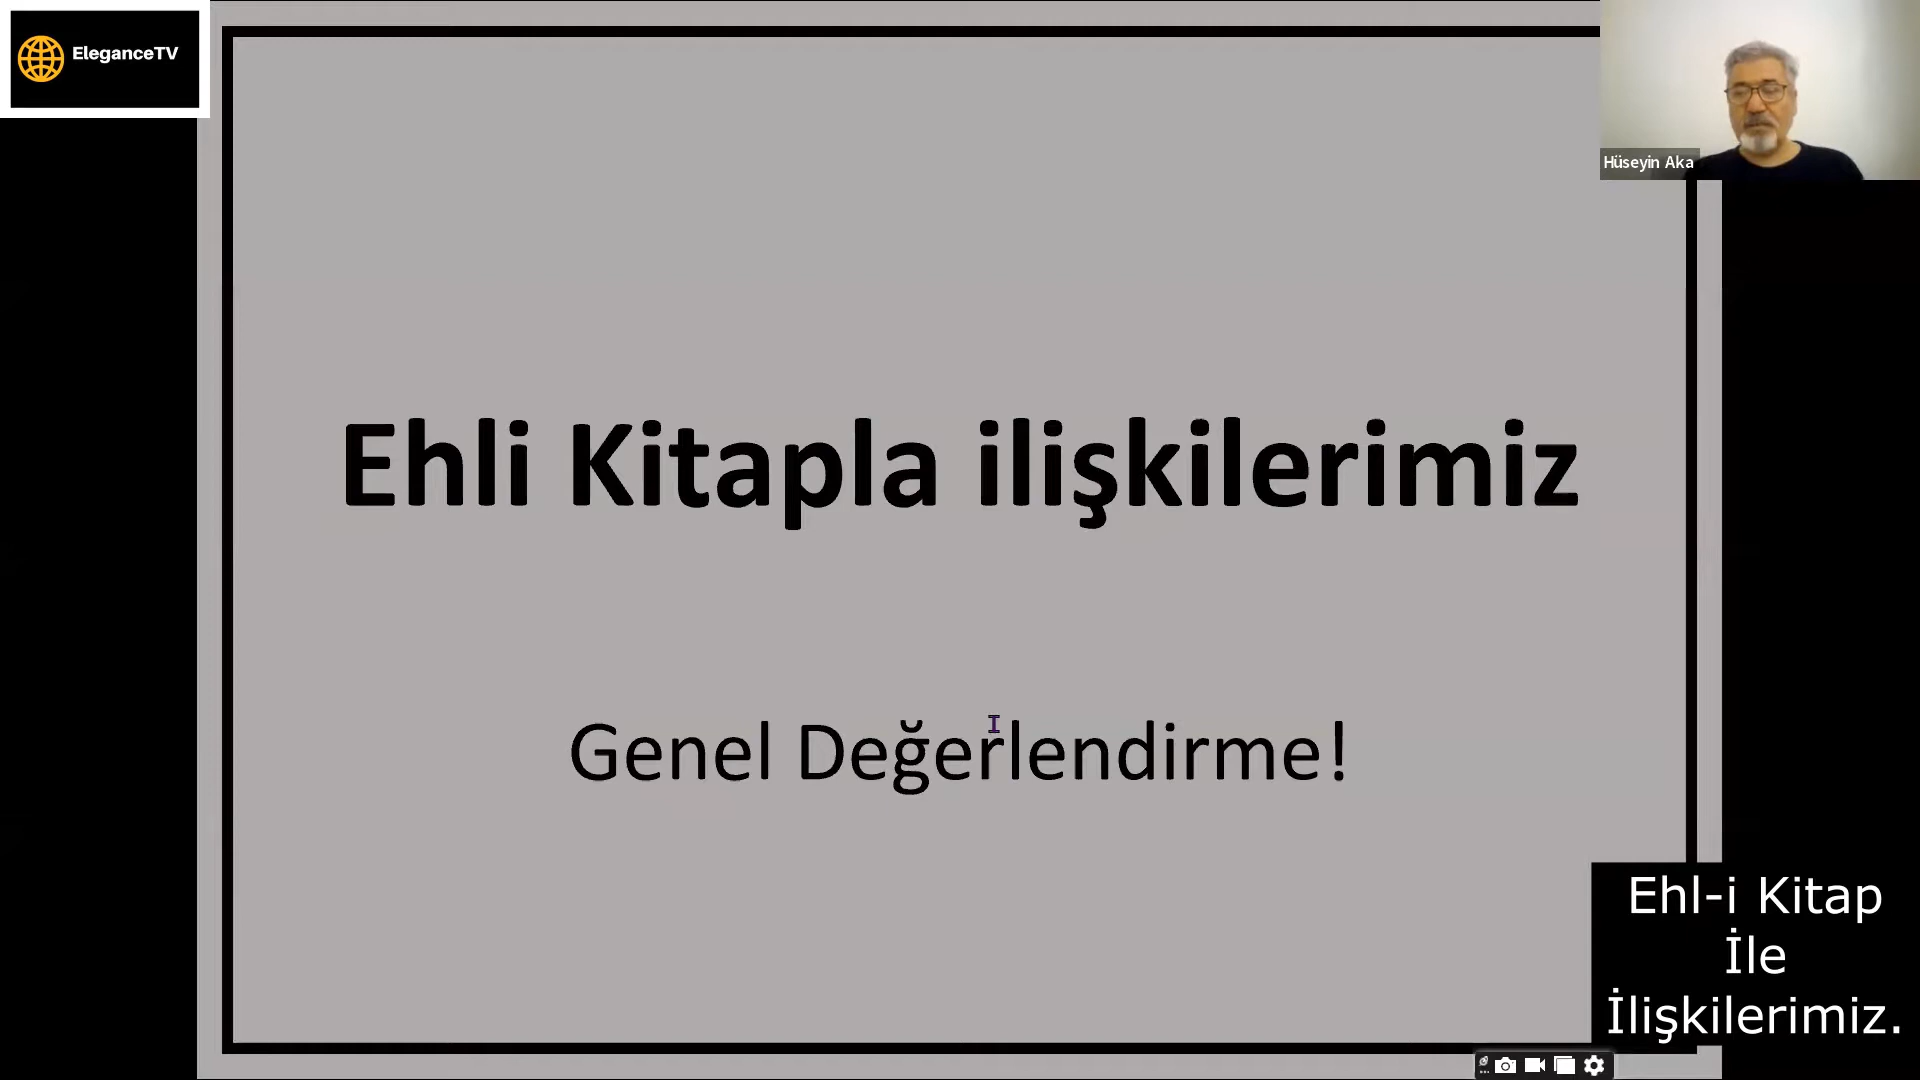 EleganceTV
Hüseyin Aka
Ehli Kitapla ilişkilerimiz
Genel Değerlendirme!
Ehl-i Kitap
İle
İlişkilerimiz.